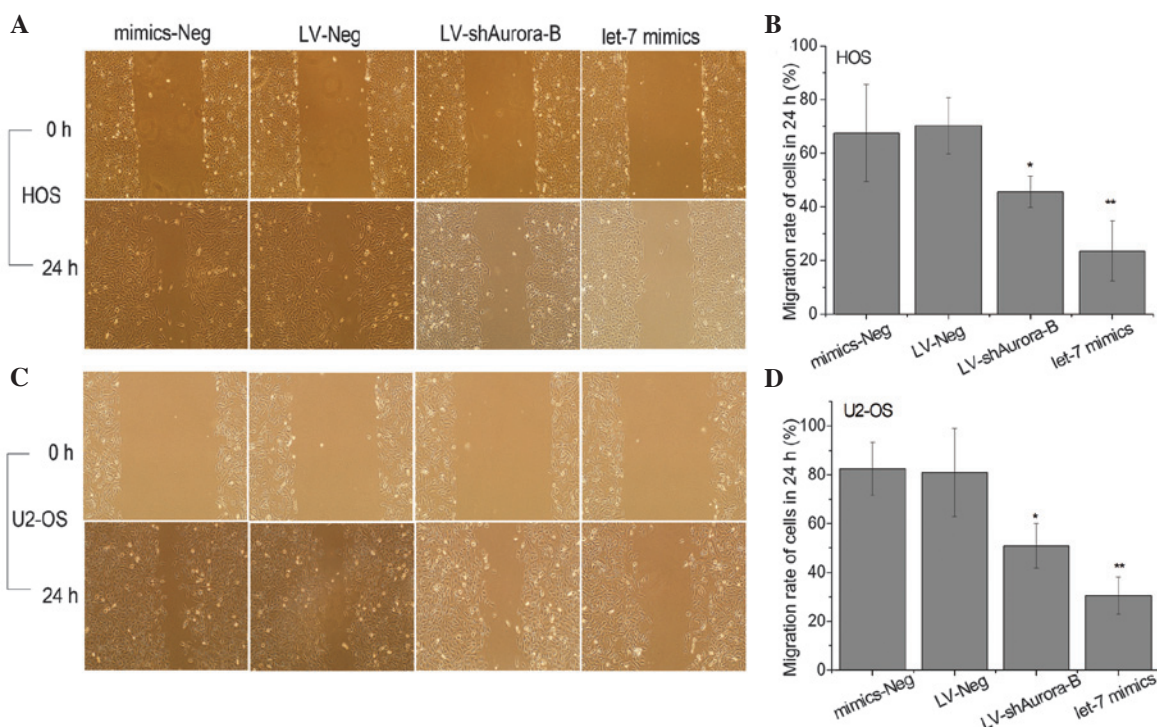 A
mimics-Neg
LV-Neg
LV-shAurora-B
let-7 mimics
0 h
HOS
24 h
B
HOS
Migration rate of cells in 24 h (%)
100
80
60
40
20
0
*
**
mimics-Neg
LV-Neg
LV-shAurora-B
let-7 mimics
C
0 h
U2-OS
24 h
D
U2-OS
Migration rate of cells in 24 h (%)
100
80
60
40
20
0
*
**
mimics-Neg
LV-Neg
LV-shAurora-B
let-7 mimics